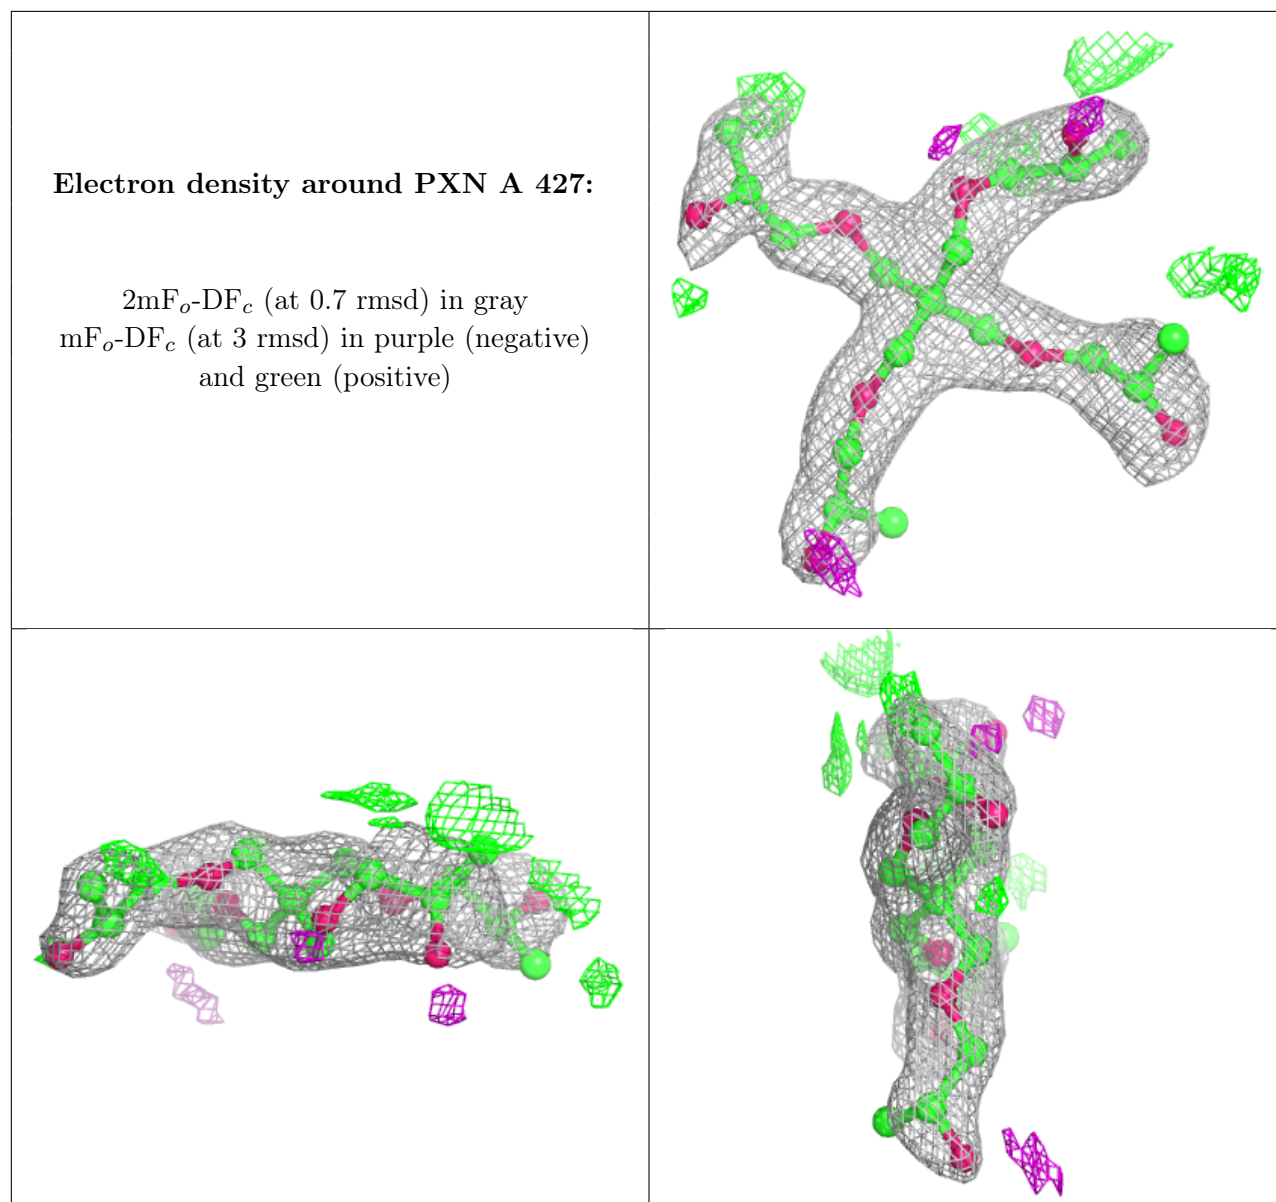 Electron density around PXN A 427:
2mFo-DFc (at 0.7 rmsd) in gray
mFo-DFc (at 3 rmsd) in purple (negative)
and green (positive)